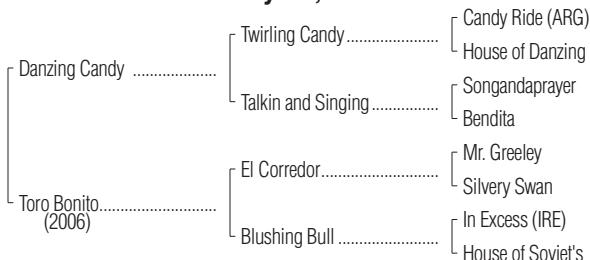 Candy Ride (ARG)
Twirling Candy
House of Danzing
Danzing Candy
Songandaprayer
Talkin and Singing
Bendita
Mr. Greeley
El Corredor
Silvery Swan
Toro Bonito
(2006)
In Excess (IRE)
Blushing Bull
House of Soviet's